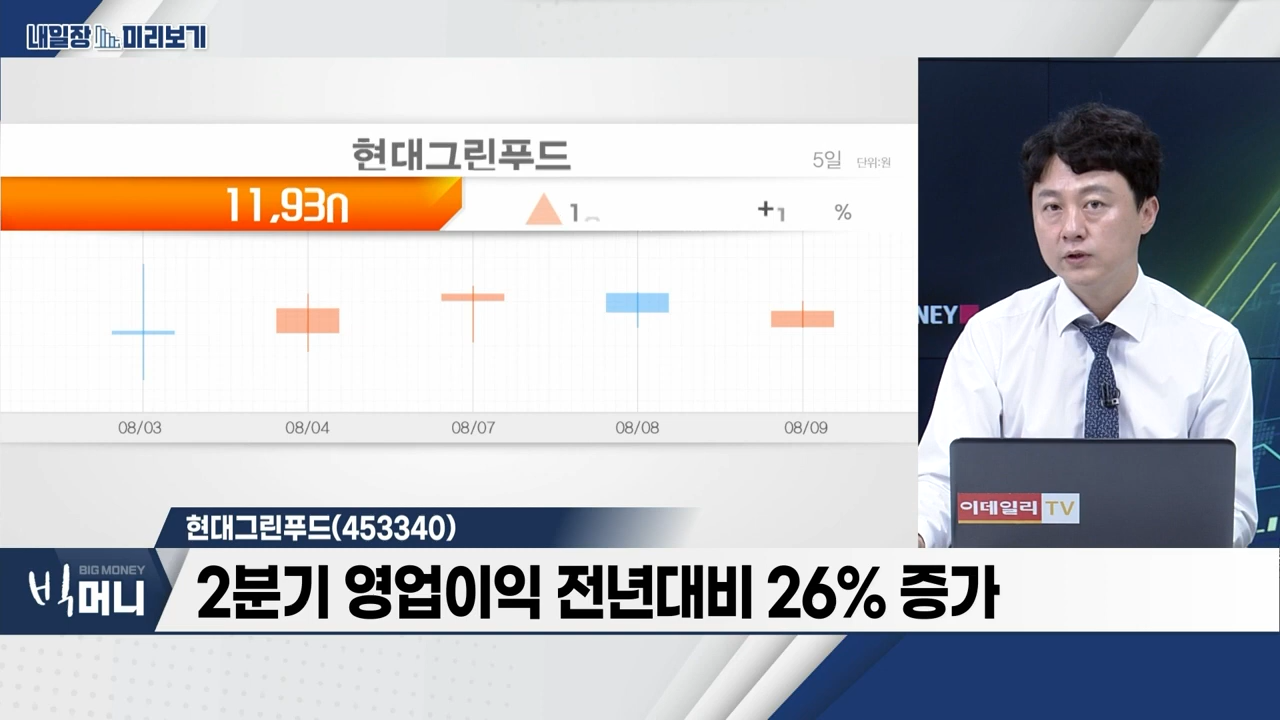 내일장 미리보기
현대그린푸드
5일 단위:원
%
08/03 08/04 08/07 08/08 08/09
NEY
이데일리 TV
현대그린푸드(453340)
BIG MONEY
빅머니
2분기 영업이익 전년대비 26% 증가